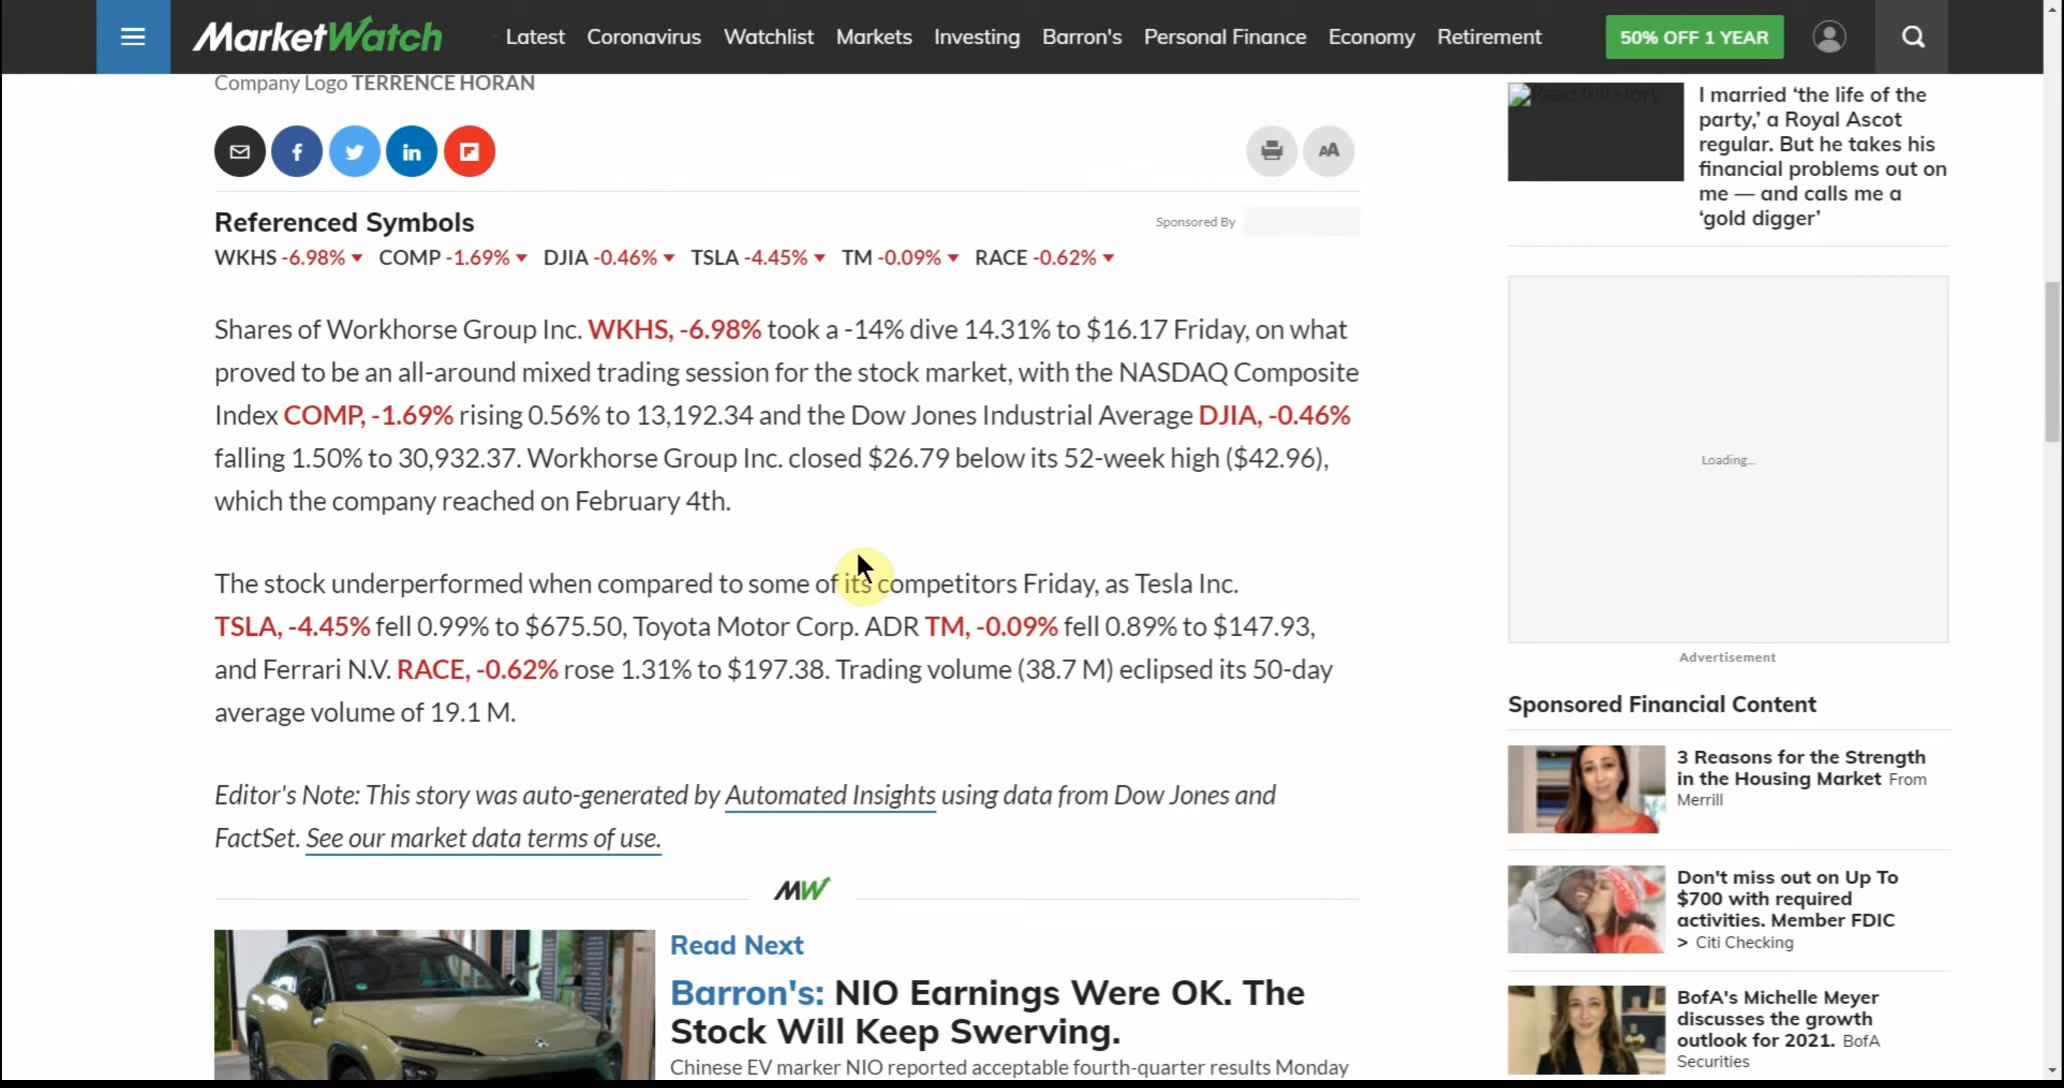 MarketWatch
Latest Coronavirus Watchlist Markets Investing Barron's Personal Finance Economy Retirement
50% OFF 1 YEAR
Company Logo TERRENCE HORAN
Referenced Symbols
Sponsored By
WKHS -6.98% COMP -1.69% DJIA -0.46% TSLA -4.45% TM -0.09% RACE -0.62%
Shares of Workhorse Group Inc. WKHS, -6.98% took a -14% dive 14.31% to $16.17 Friday, on what
proved to be an all-around mixed trading session for the stock market, with the NASDAQ Composite
Index COMP, -1.69% rising 0.56% to 13,192.34 and the Dow Jones Industrial Average DJIA, -0.46%
falling 1.50% to 30,932.37. Workhorse Group Inc. closed $26.79 below its 52-week high ($42.96),
which the company reached on February 4th.
The stock underperformed when compared to some of its competitors Friday, as Tesla Inc.
TSLA, -4.45% fell 0.99% to $675.50, Toyota Motor Corp. ADR TM, -0.09% fell 0.89% to $147.93,
and Ferrari N.V. RACE, -0.62% rose 1.31% to $197.38. Trading volume (38.7 M) eclipsed its 50-day
average volume of 19.1 M.
Editor's Note: This story was auto-generated by Automated Insights using data from Dow Jones and
FactSet. See our market data terms of use.
MW
Read Next
Barron's: NIO Earnings Were OK. The
Stock Will Keep Swerving.
Chinese EV marker NIO reported acceptable fourth-quarter results Monday
Read full story
I married ‘the life of the
party,’ a Royal Ascot
regular. But he takes his
financial problems out on
me — and calls me a
‘gold digger’
Loading...
Advertisement
Sponsored Financial Content
3 Reasons for the Strength
in the Housing Market From
Merrill
Don't miss out on Up To
$700 with required
activities. Member FDIC
> Citi Checking
BofA's Michelle Meyer
discusses the growth
outlook for 2021. BofA
Securities